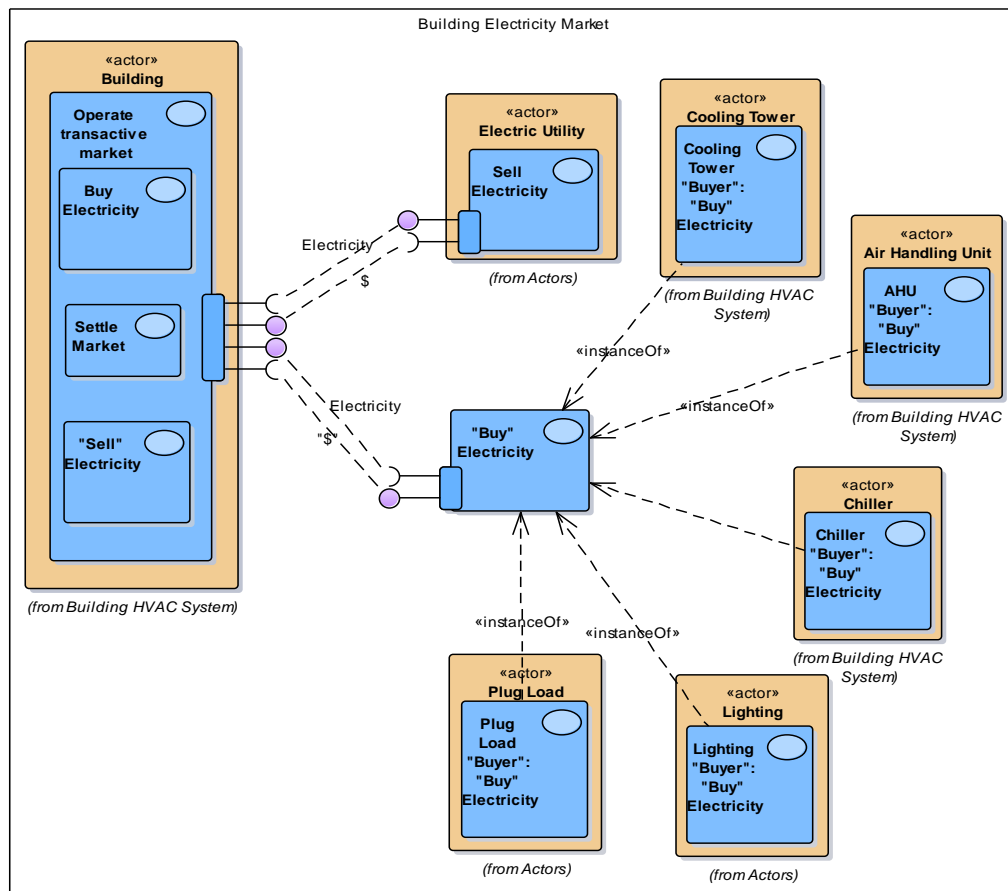 Building Electricity Market
«actor»
Building
Operate
transactive
market
Buy
Electricity
Settle
Market
"Sell"
Electricity
(from Building HVAC System)
«actor»
Electric Utility
Sell
Electricity
(from Actors)
Electricity
$
Electricity
"$"
«actor»
Cooling Tower
Cooling
Tower
"Buyer":
"Buy"
Electricity
(from Building HVAC
System)
«actor»
Air Handling Unit
AHU
"Buyer":
"Buy"
Electricity
(from Building HVAC
System)
«instanceOf»
«instanceOf»
"Buy"
Electricity
«actor»
Chiller
Chiller
"Buyer":
"Buy"
Electricity
(from Building HVAC
System)
«instanceOf»
«instanceOf»
«actor»
Plug Load
Plug
Load
"Buyer":
"Buy"
Electricity
(from Actors)
«actor»
Lighting
Lighting
"Buyer":
"Buy"
Electricity
(from Actors)